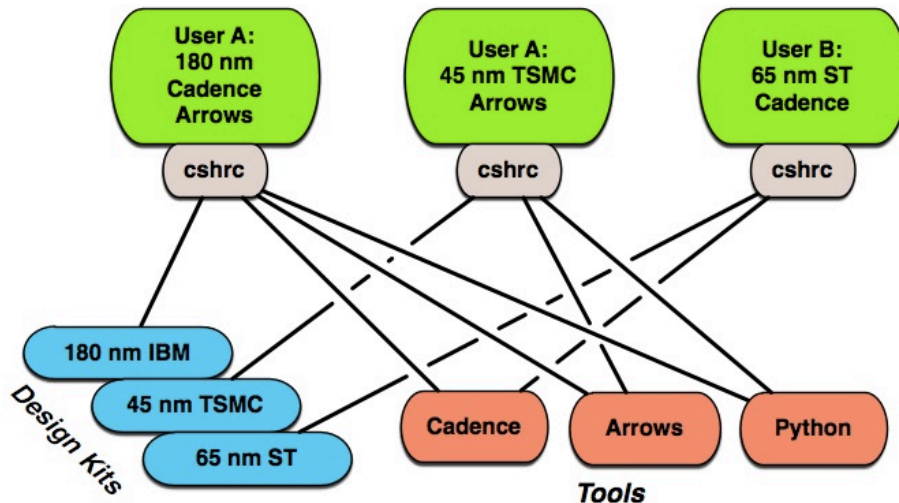 User A:
180 nm
Cadence
Arrows
User A:
45 nm TSMC
Arrows
User B:
65 nm ST
Cadence
cshrc
cshrc
cshrc
180 nm IBM
45 nm TSMC
65 nm ST
Design Kits
Cadence
Arrows
Python
Tools